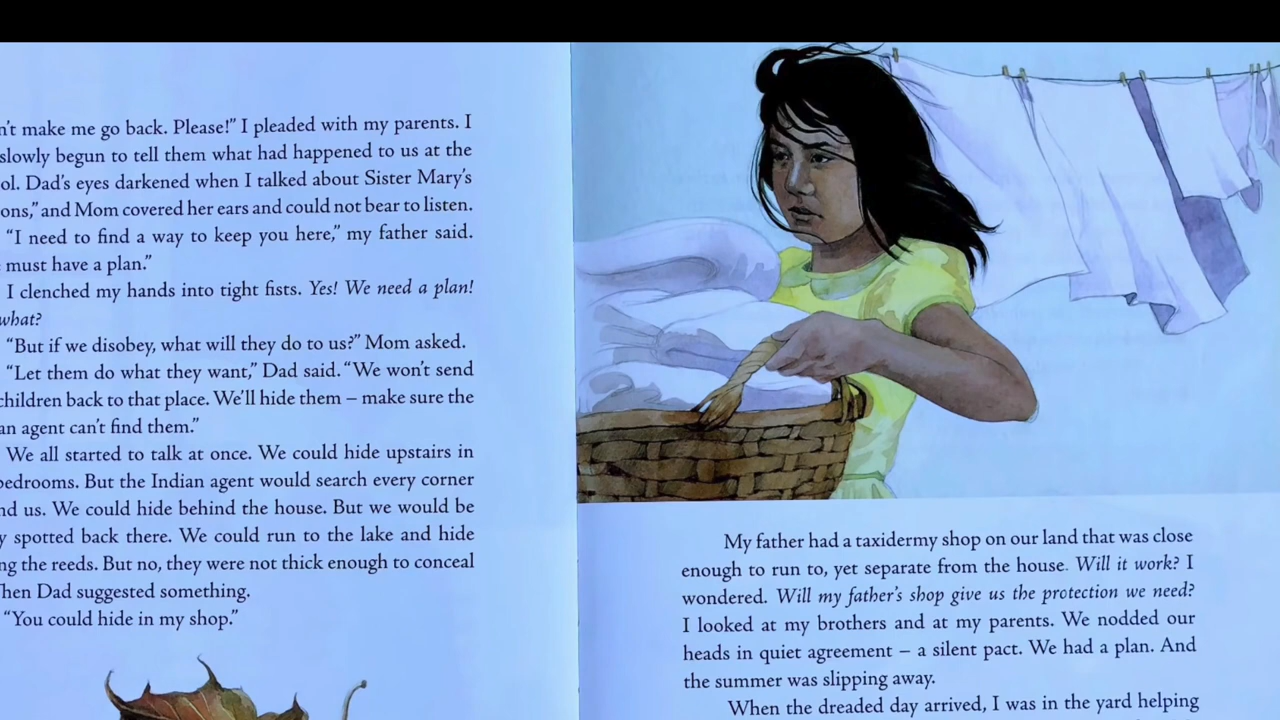 n't make me go back. Please!” I pleaded with my parents. I
slowly begun to tell them what had happened to us at the
ol. Dad's eyes darkened when I talked about Sister Mary's
ons,” and Mom covered her ears and could not bear to listen.
“I need to find a way to keep you here,” my father said.
must have a plan.”
I clenched my hands into tight fists. Yes! We need a plan!
what?
“But if we disobey, what will they do to us?” Mom asked.
“Let them do what they want,” Dad said. “We won't send
children back to that place. We'll hide them – make sure the
an agent can't find them.”
We all started to talk at once. We could hide upstairs in
bedrooms. But the Indian agent would search every corner
nd us. We could hide behind the house. But we would be
y spotted back there. We could run to the lake and hide
ng the reeds. But no, they were not thick enough to conceal
hen Dad suggested something.
“You could hide in my shop.”
My father had a taxidermy shop on our land that was close
enough to run to, yet separate from the house. Will it work? I
wondered. Will my father's shop give us the protection we need?
I looked at my brothers and at my parents. We nodded our
heads in quiet agreement – a silent pact. We had a plan. And
the summer was slipping away.
When the dreaded day arrived, I was in the yard helping